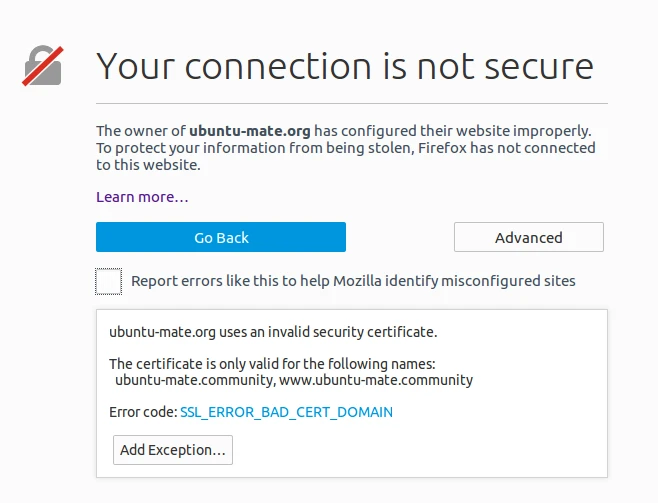 Your connection is not secure
The owner of ubuntu-mate.org has configured their website improperly.
To protect your information from being stolen, Firefox has not connected
to this website.
Learn more…
Go Back
Advanced
Report errors like this to help Mozilla identify misconfigured sites
ubuntu-mate.org uses an invalid security certificate.
The certificate is only valid for the following names:
ubuntu-mate.community, www.ubuntu-mate.community
Error code: SSL_ERROR_BAD_CERT_DOMAIN
Add Exception…